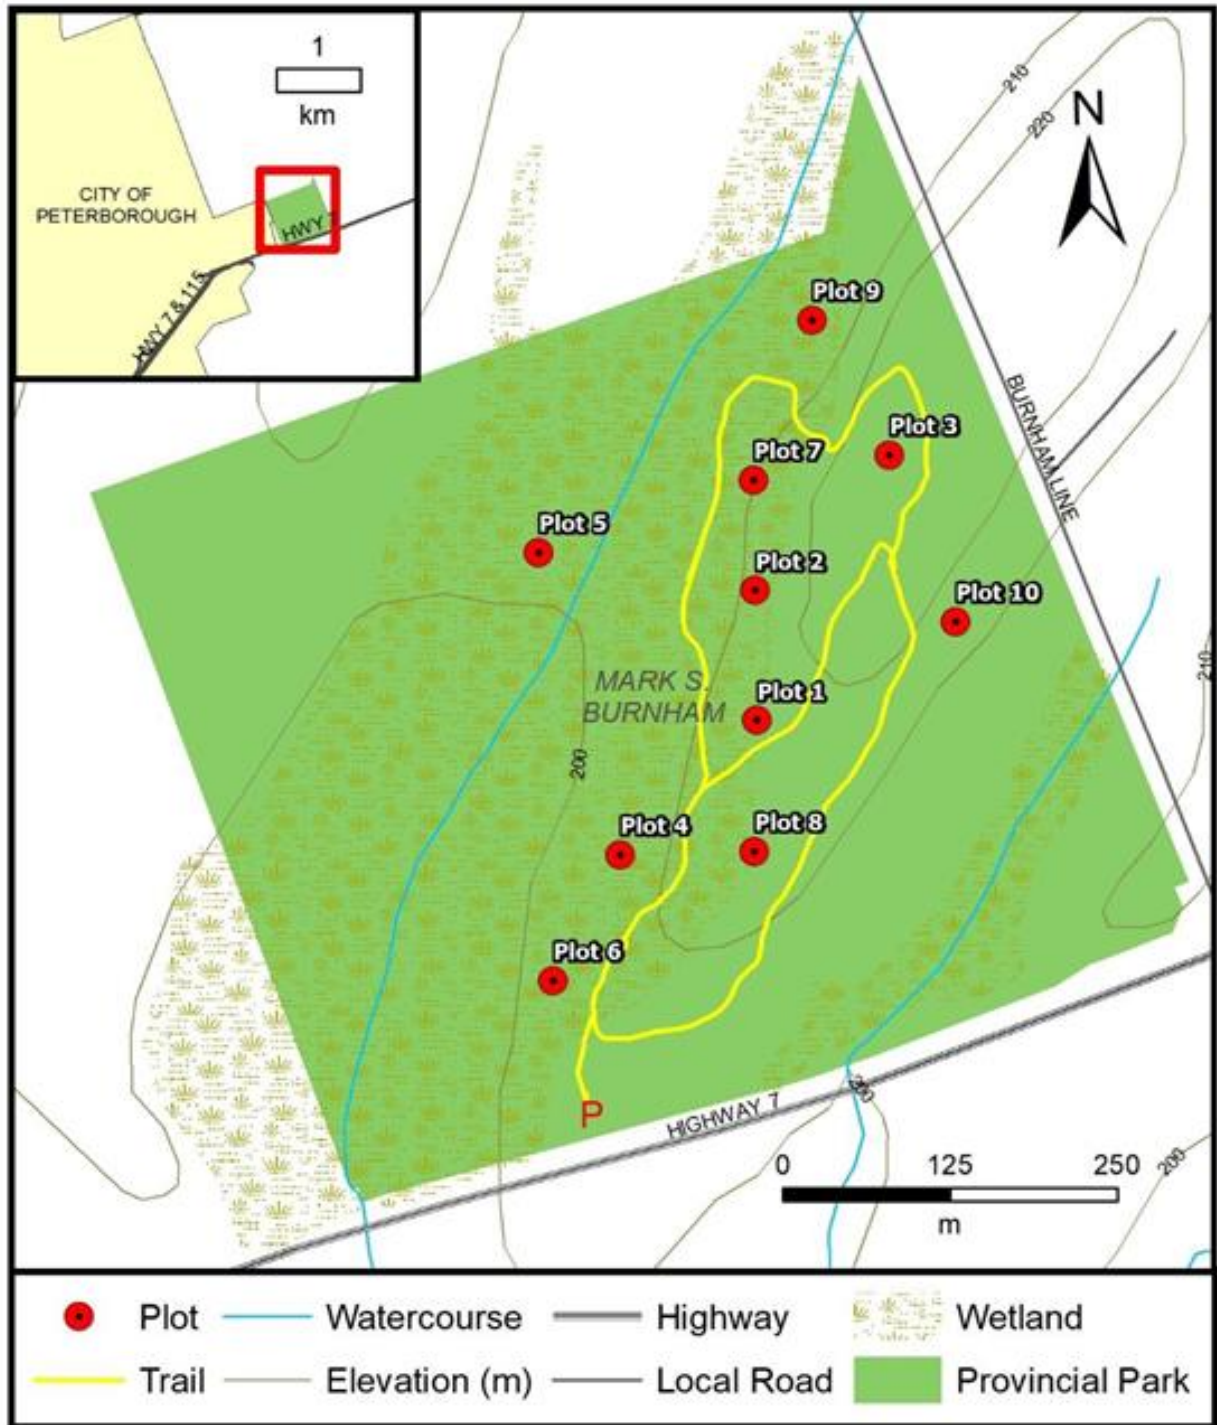 1
km
CITY OF
PETERBOROUGH
HWY
HWY 7 & 115
N
210
220
Plot 9
BURNHAM LINE
Plot 3
Plot 7
Plot 5
Plot 2
Plot 10
210
MARK S.
BURNHAM
Plot 1
200
Plot 4
Plot 8
Plot 6
P
HIGHWAY 7
200
200
0 125 250
m
Plot Watercourse Highway Wetland
Trail Elevation (m) Local Road Provincial Park